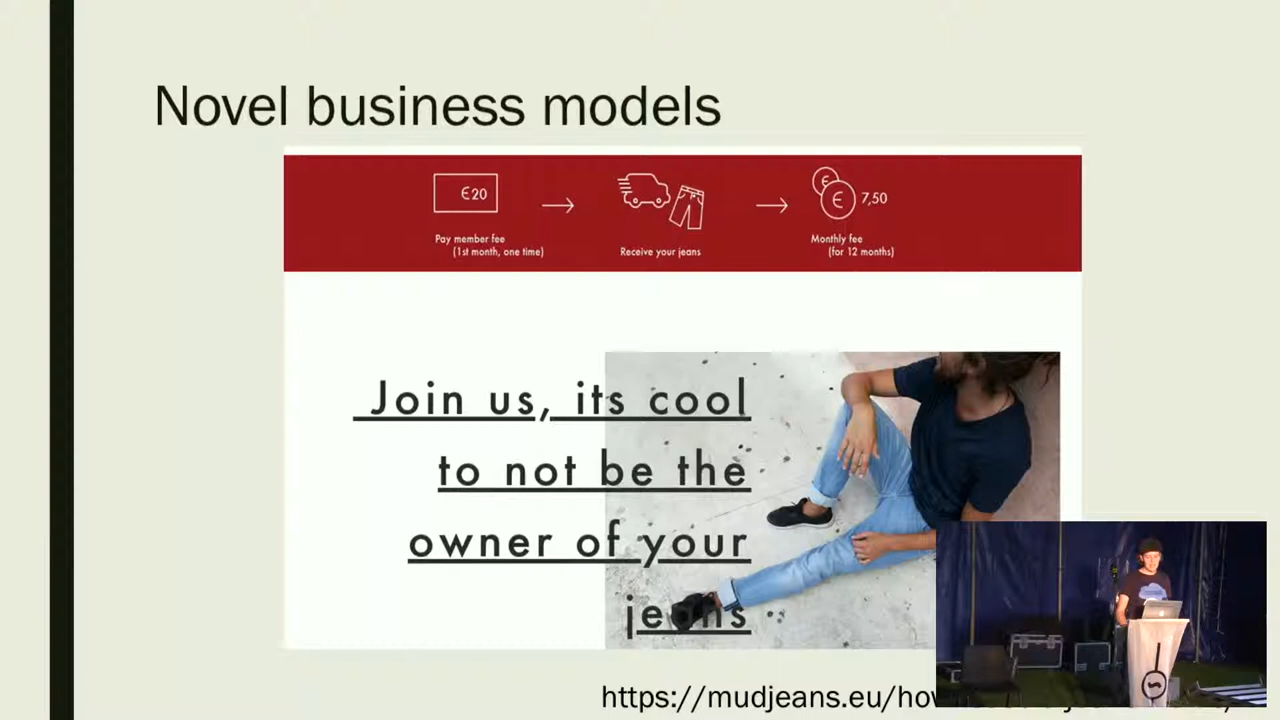 Novel business models
€20
7,50
Pay member fee
(1st month, one time)
Receive your jeans
Monthly fee
(for 12 months)
Join us, its cool
to not be the
owner of your
jeans
https://mudjeans.eu/how